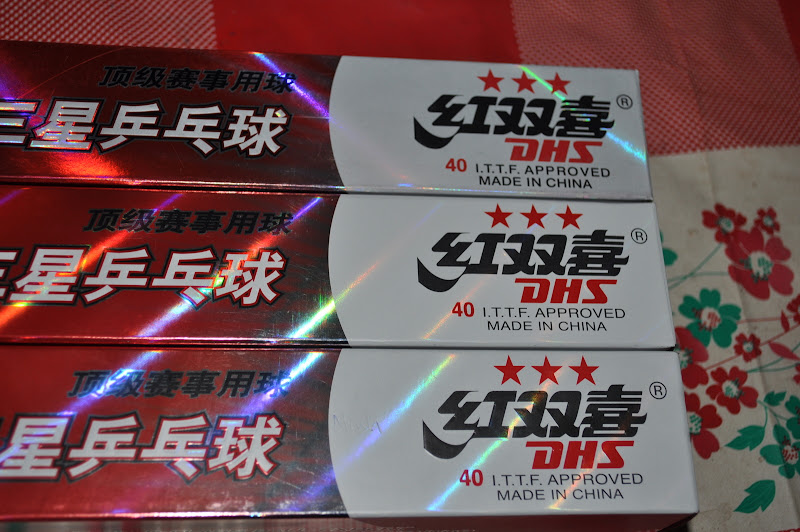 顶级赛事用球
三星乒乓球
★★★
红双喜®
DHS
40 I.T.T.F. APPROVED
MADE IN CHINA
顶级赛事用球
三星乒乓球
★★★
红双喜®
DHS
40 I.T.T.F. APPROVED
MADE IN CHINA
顶级赛事用球
星乒乓球
★★★
红双喜®
DHS
40 I.T.T.F. APPROVED
MADE IN CHINA